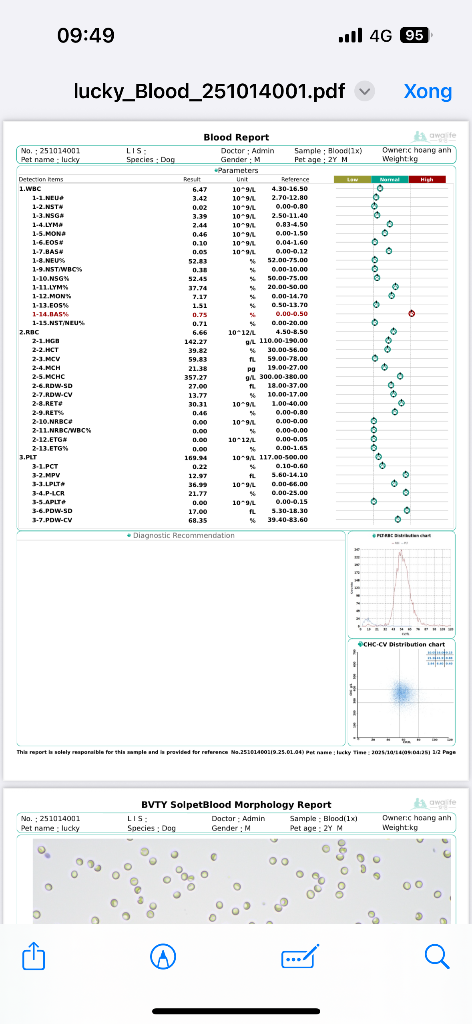 09:49 4G 95
lucky_Blood_251014001.pdf Xong
Blood Report awalife
No. : 251014001 L I S : Doctor : Admin Sample : Blood(1x) Owner:c hoang anh
Pet name : lucky Species : Dog Gender : M Pet age : 2Y M Weight:kg
Parameters
Detection items Result Unit Reference Low Normal High
1.WBC 6.47 10^9/L 4.30-16.50
1-1.NEU# 3.42 10^9/L 2.70-12.80
1-2.NST# 0.02 10^9/L 0.00-0.80
1-3.NSG# 3.39 10^9/L 2.50-11.40
1-4.LYM# 2.44 10^9/L 0.83-4.50
1-5.MON# 0.46 10^9/L 0.00-1.50
1-6.EOS# 0.10 10^9/L 0.04-1.60
1-7.BAS# 0.05 10^9/L 0.00-0.12
1-8.NEU% 52.83 % 52.00-75.00
1-9.NST/WBC% 0.38 % 0.00-10.00
1-10.NSG% 52.45 % 50.00-75.00
1-11.LYM% 37.74 % 20.00-50.00
1-12.MON% 7.17 % 0.00-14.70
1-13.EOS% 1.51 % 0.50-13.70
1-14.BAS% 0.75 % 0.00-0.50
1-15.NST/NEU% 0.71 % 0.00-20.00
2.RBC 6.66 10^12/L 4.50-8.50
2-1.HGB 142.27 g/L 110.00-190.00
2-2.HCT 39.82 % 30.00-56.00
2-3.MCV 59.83 fL 59.00-78.00
2-4.MCH 21.38 pg 19.00-27.00
2-5.MCHC 357.27 g/L 300.00-380.00
2-6.RDW-SD 27.00 fL 18.00-37.00
2-7.RDW-CV 13.77 % 10.00-17.00
2-8.RET# 30.31 10^9/L 1.00-40.00
2-9.RET% 0.46 % 0.00-0.80
2-10.NRBC# 0.00 10^9/L 0.00-0.00
2-11.NRBC/WBC% 0.00 % 0.00-0.00
2-12.ETG# 0.00 10^12/L 0.00-0.05
2-13.ETG% 0.00 % 0.00-1.65
3.PLT 169.94 10^9/L 117.00-500.00
3-1.PCT 0.22 % 0.10-0.60
3-2.MPV 12.97 fL 5.60-14.10
3-3.LPLT# 36.99 10^9/L 0.00-66.00
3-4.P-LCR 21.77 % 0.00-25.00
3-5.APLT# 0.00 10^9/L 0.00-0.15
3-6.PDW-SD 17.00 fL 5.30-18.30
3-7.PDW-CV 68.35 % 39.40-83.60
Diagnostic Recommendation
PLT-RBC Distribution chart
CHC-CV Distribution chart
This report is solely responsible for this sample and is provided for reference No.251014001(9.25.01.04) Pet name : lucky Time : 2025/10/14(09:04:25) 1/2 Page
BVTY SolpetBlood Morphology Report awalife
No. : 251014001 L I S : Doctor : Admin Sample : Blood(1x) Owner:c hoang anh
Pet name : lucky Species : Dog Gender : M Pet age : 2Y M Weight:kg